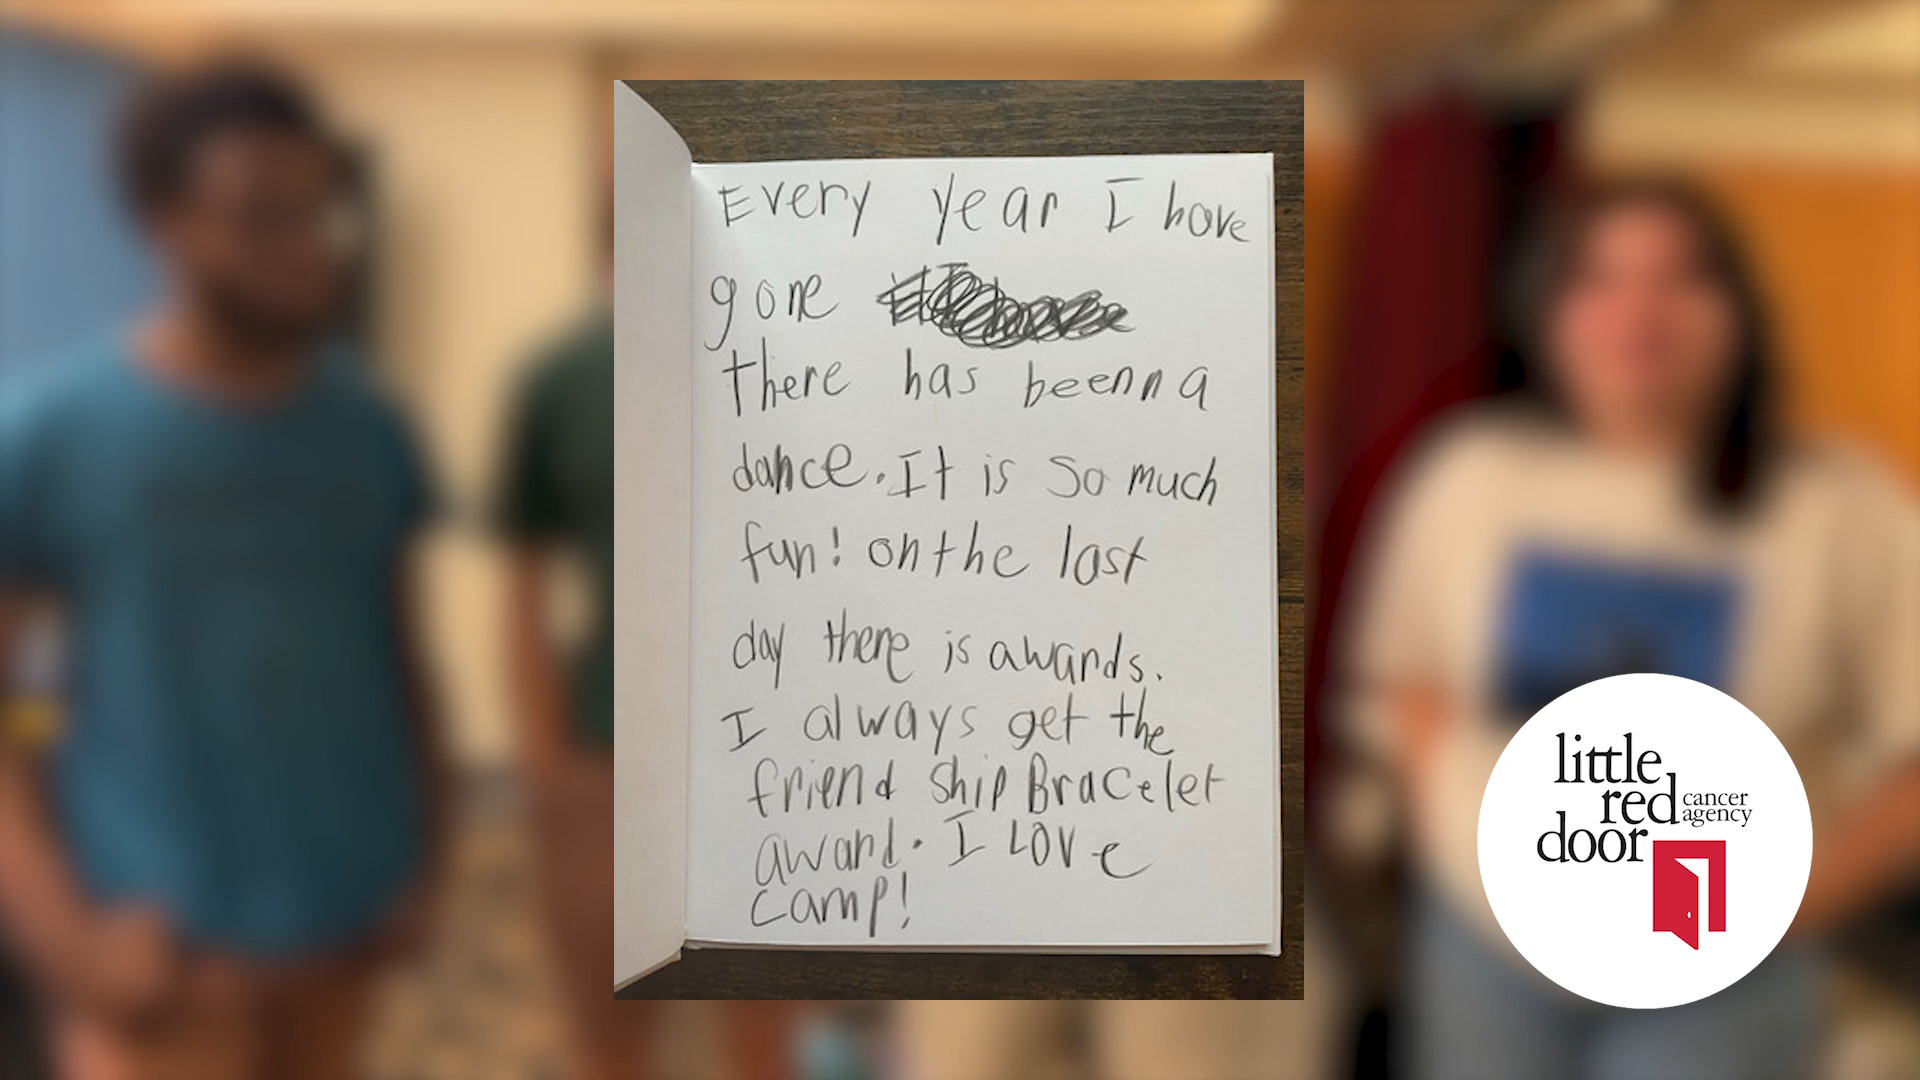 Every year I have
gone
there has beenn a
dance. It is so much
fun! on the last
day there is awards.
I always get the
friend ship Bracelet
award. I Love
camp!
little
red cancer
agency
door